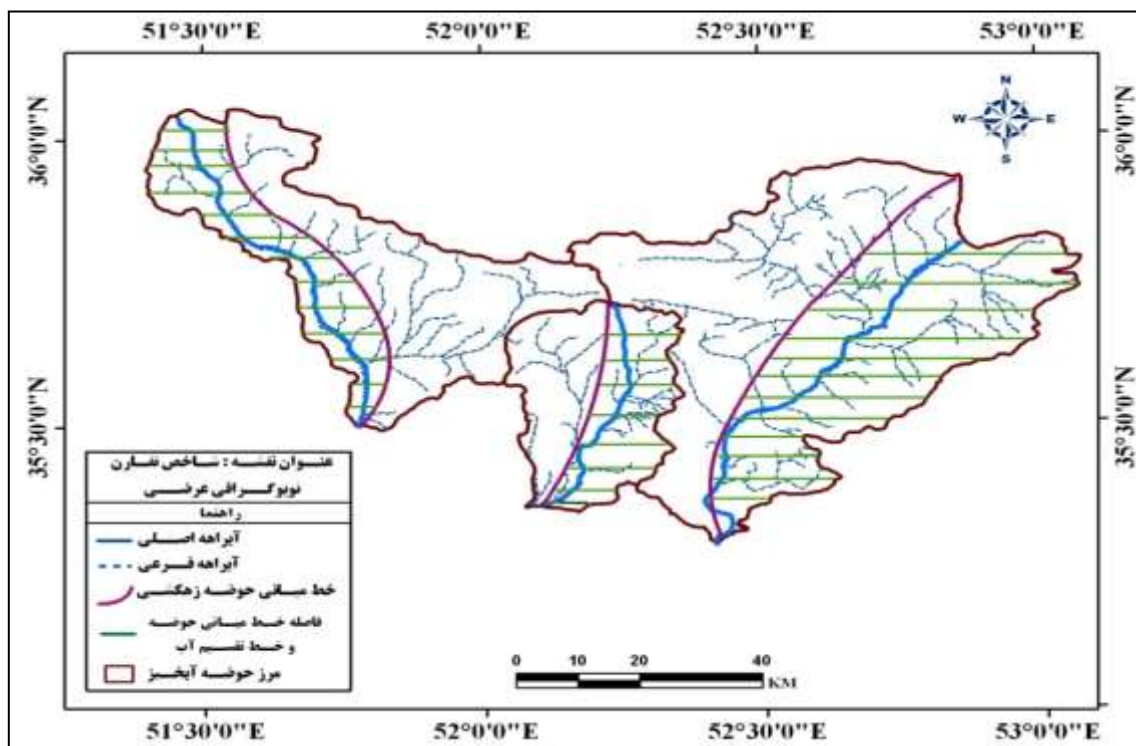 51°30'0"E 52°0'0"E 52°30'0"E 53°0'0"E
36°0'0"N
36°0'0"N
N
W E
S
35°30'0"N
35°30'0"N
عنوان نقشه : شاخص تقارن
توپوگرافی عرضی
راهنما
آبراهه اصلی
آبراهه فرعی
خط میانی حوضه زهکشی
فاصله خط میانی حوضه
و خط تقسیم آب
مرز حوضه آبخیز
0 10 20 40
KM
51°30'0"E 52°0'0"E 52°30'0"E 53°0'0"E